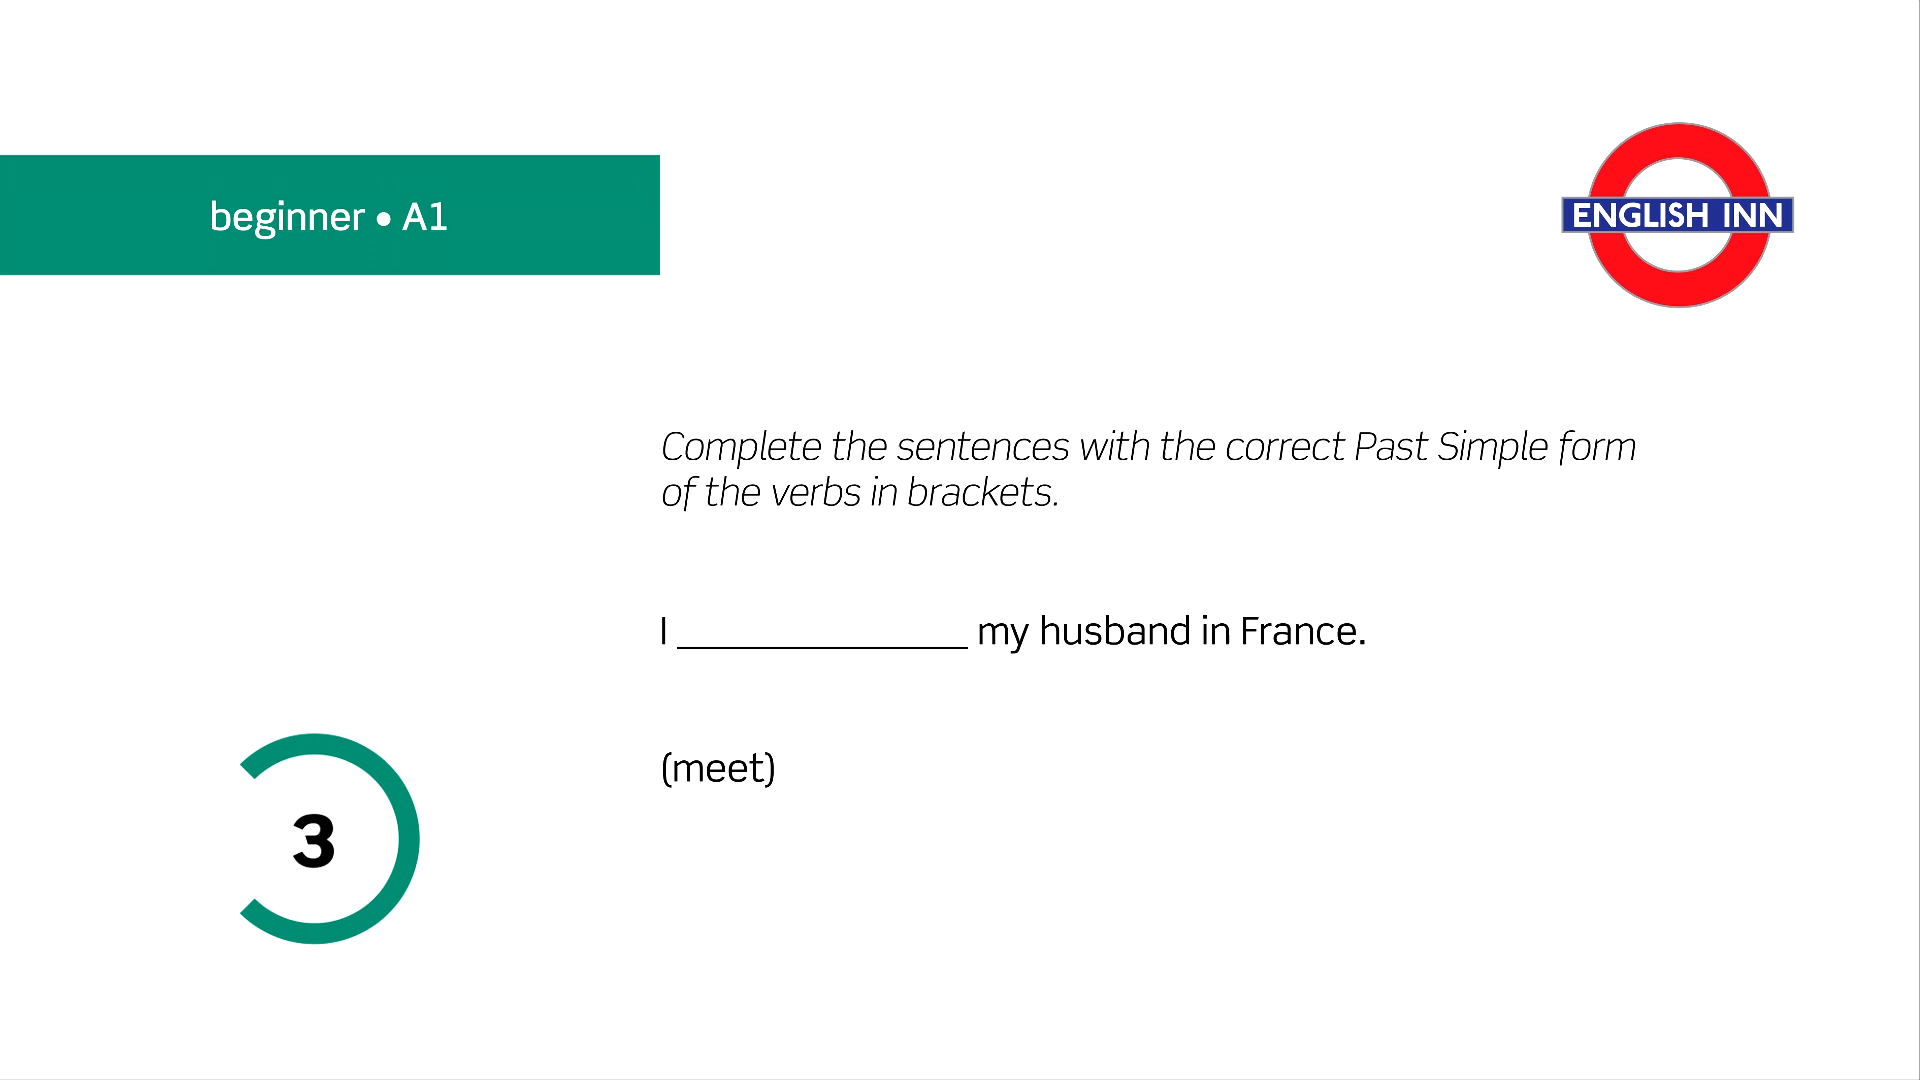 beginner • A1
ENGLISH INN
Complete the sentences with the correct Past Simple form
of the verbs in brackets.
I ______________ my husband in France.
(meet)
3